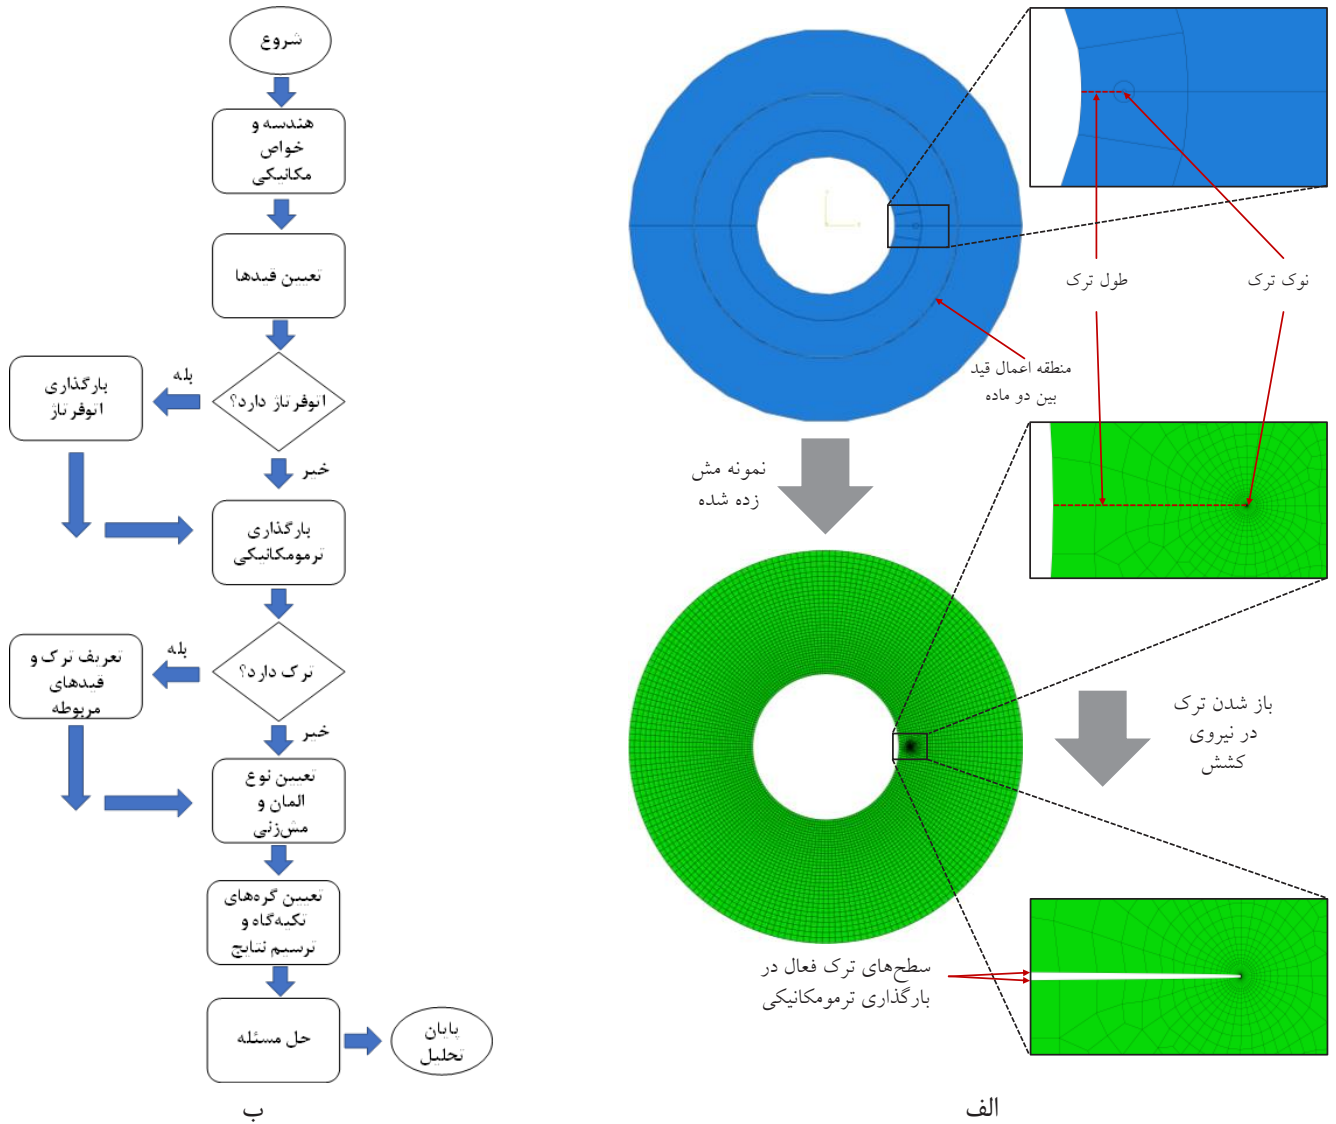 شروع
هندسه و
خواص
مکانیکی
تعیین قیدها
اتوفرتاژ دارد؟
بله
بارگذاری
اتوفرتاژ
خیر
بارگذاری
ترمومکانیکی
ترک دارد؟
بله
تعریف ترک و
قیدهای
مربوطه
خیر
تعیین نوع
المان و
مش‌زنی
تعیین گره‌های
تکیه‌گاه و
ترسیم نتایج
حل مسئله
پایان
تحلیل
ب
طول ترک
نوک ترک
منطقه اعمال قید
بین دو ماده
نمونه مش
زده شده
باز شدن ترک
در نیروی
کشش
سطح‌های ترک فعال در
بارگذاری ترمومکانیکی
الف